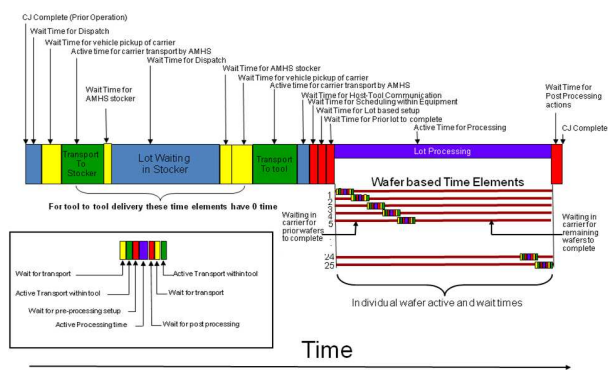 CJ Complete (Prior Operation)
Wait Time for Dispatch
Wait Time for vehicle pickup of carrier
Active time for carrier transport by AMHS
Wait Time for Dispatch
Wait Time for
AMHS stocker
Wait Time for AMHS stocker
Wait Time for vehicle pickup of carrier
Active time for carrier transport by AMHS
Wait Time for Host-Tool Communication
Wait Time for Scheduling within Equipment
Wait Time for Lot based setup
Wait Time for Prior lot to complete
Active Time for Processing
Wait Time for
Post Processing
actions
CJ Complete
Transport
To
Stocker
Lot Waiting
in Stocker
Transport
To tool
Lot Processing
For tool to tool delivery these time elements have 0 time
Wafer based Time Elements
1
2
3
4
5
24
25
Waiting in
carrier for
prior wafers
to complete
Waiting in
carrier for
remaining
wafers to
complete
Individual wafer active and wait times
Wait for transport
Active Transport within tool
Active Transport within tool
Wait for transport
Wait for pre-processing setup
Active Processing time
Wait for post processing
Time